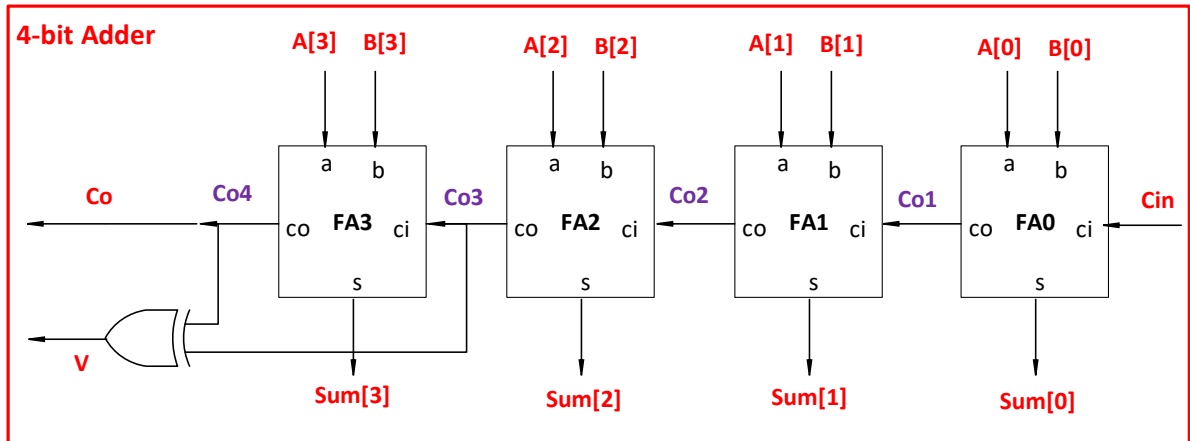 4-bit Adder
A[3] B[3] A[2] B[2] A[1] B[1] A[0] B[0]
a b a b a b a b
Co Co4 Co3 Co2 Co1 Cin
co FA3 ci co FA2 ci co FA1 ci co FA0 ci
s s s s
V
Sum[3] Sum[2] Sum[1] Sum[0]